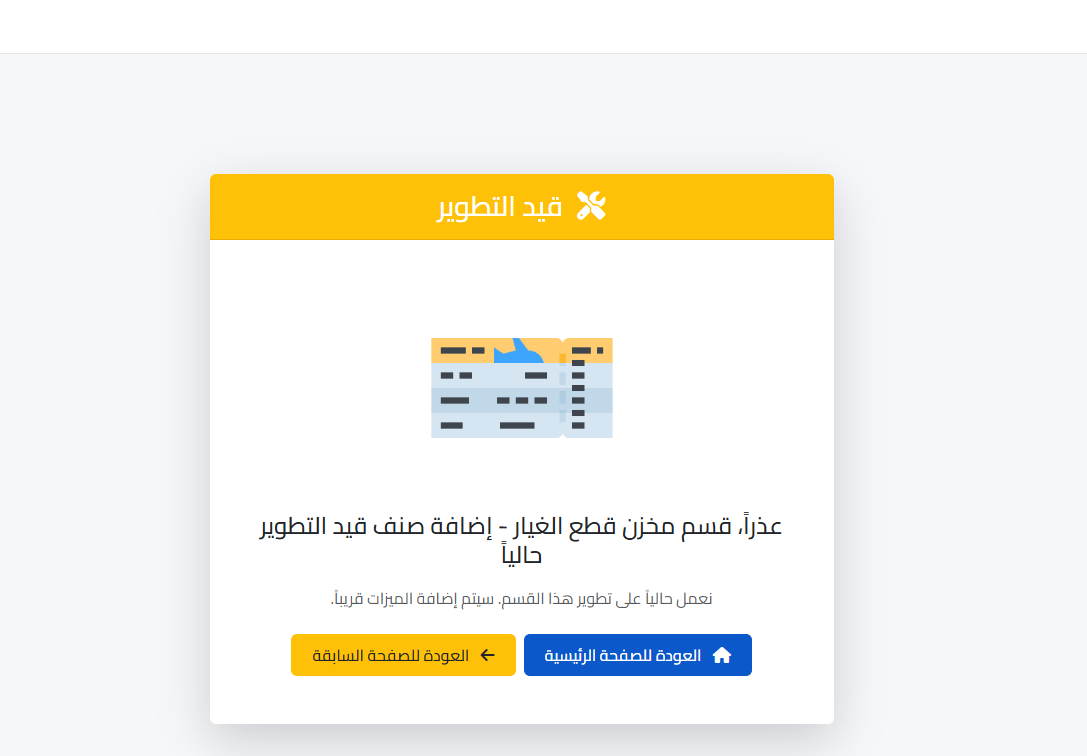 قيد التطوير
عذراً، قسم مخزن قطع الغيار - إضافة صنف قيد التطوير
حالياً
نعمل حالياً على تطوير هذا القسم. سيتم إضافة الميزات قريباً.
العودة للصفحة الرئيسية
العودة للصفحة السابقة